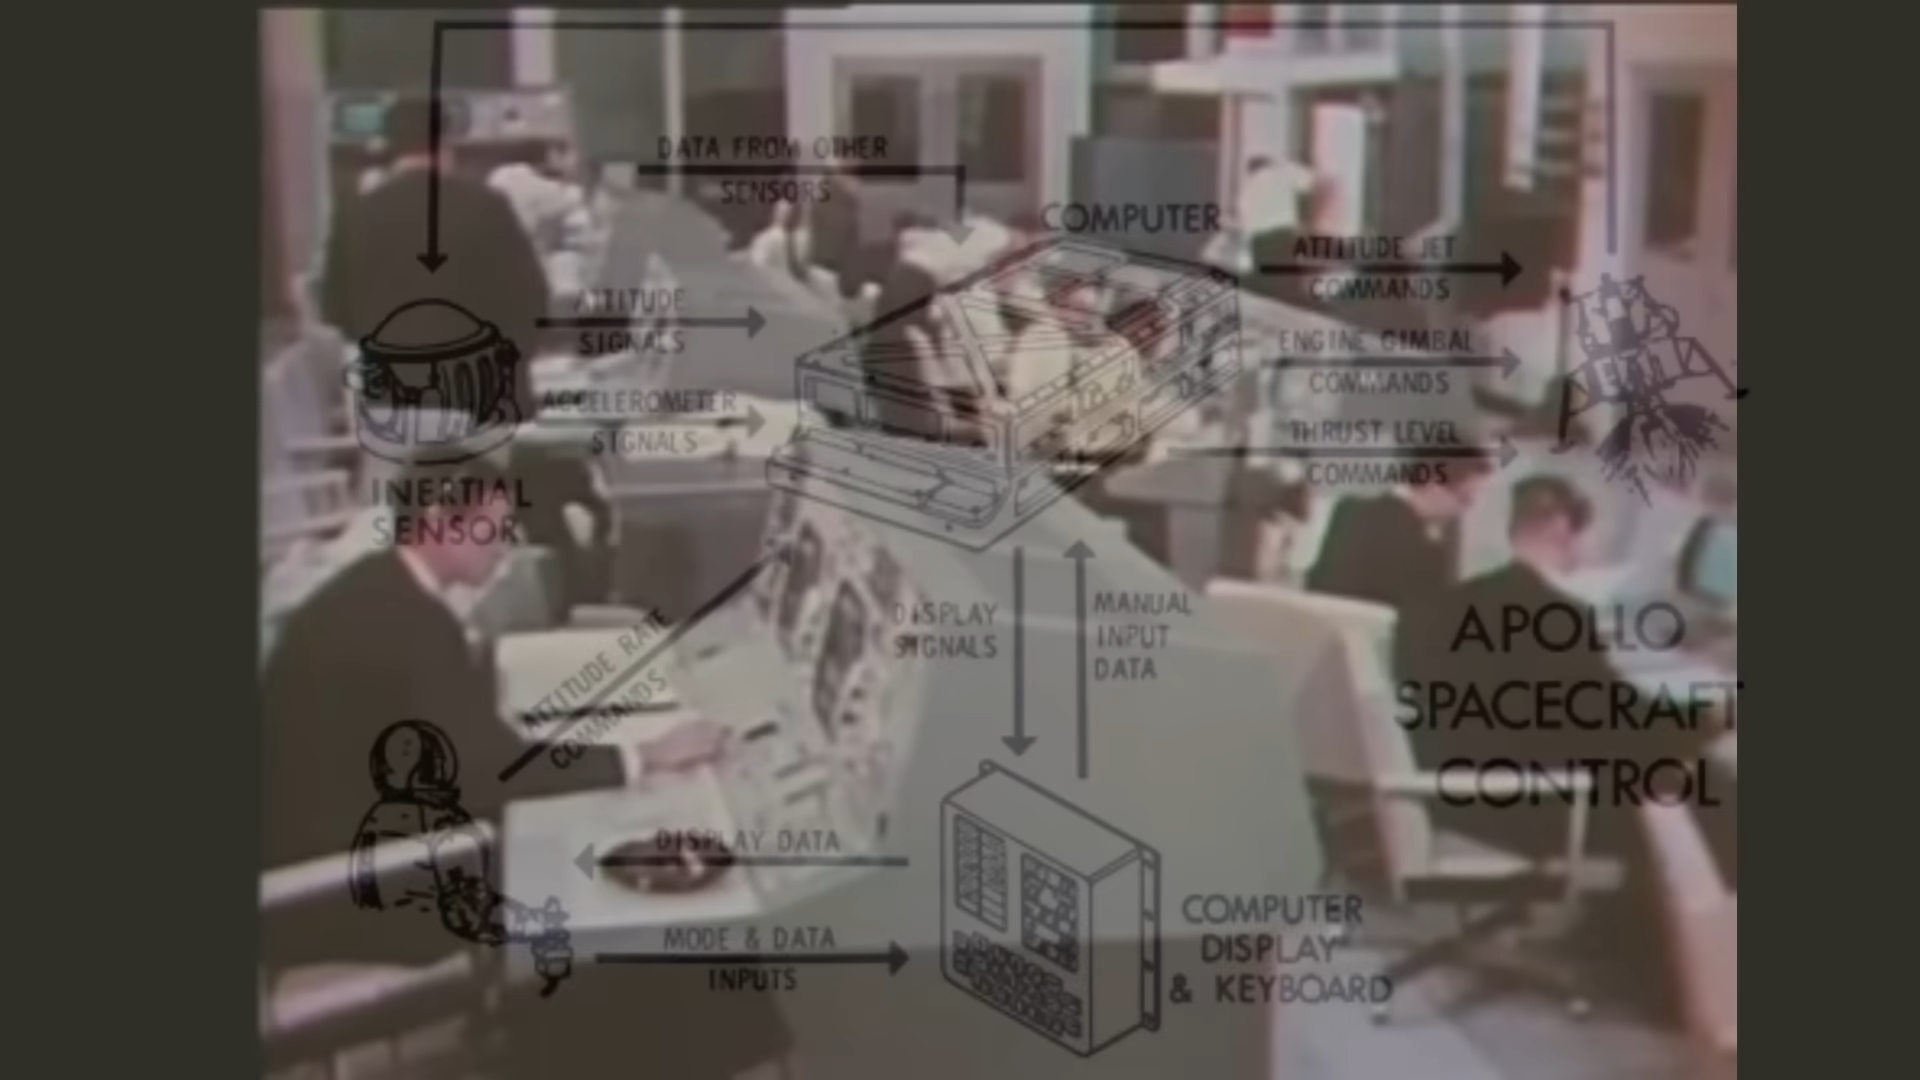 DATA FROM OTHER
SENSORS
COMPUTER
ATTITUDE JET
COMMANDS
ATTITUDE
SIGNALS
ENGINE GIMBAL
COMMANDS
ACCELEROMETER
SIGNALS
THRUST LEVEL
COMMANDS
INERTIAL
SENSOR
ATTITUDE RATE
COMMANDS
DISPLAY
SIGNALS
MANUAL
INPUT
DATA
APOLLO
SPACECRAFT
CONTROL
DISPLAY DATA
MODE & DATA
INPUTS
COMPUTER
DISPLAY
& KEYBOARD